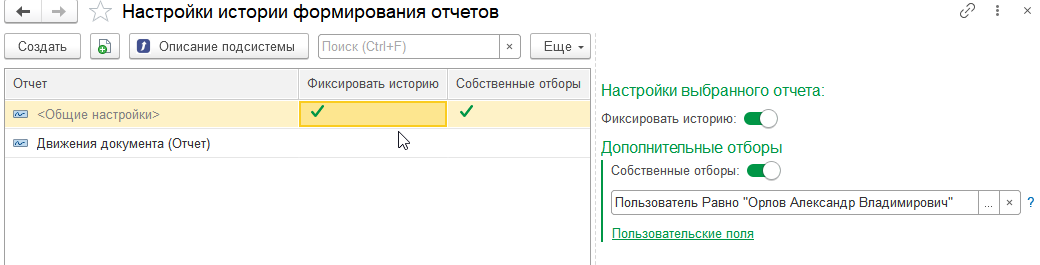 Настройки истории формирования отчетов
Создать
Описание подсистемы
Поиск (Ctrl+F)
×
Еще
Отчет
Фиксировать историю
Собственные отборы
<Общие настройки>
Движения документа (Отчет)
Настройки выбранного отчета:
Фиксировать историю:
Дополнительные отборы
Собственные отборы:
Пользователь Равно "Орлов Александр Владимирович"
...
×
?
Пользовательские поля